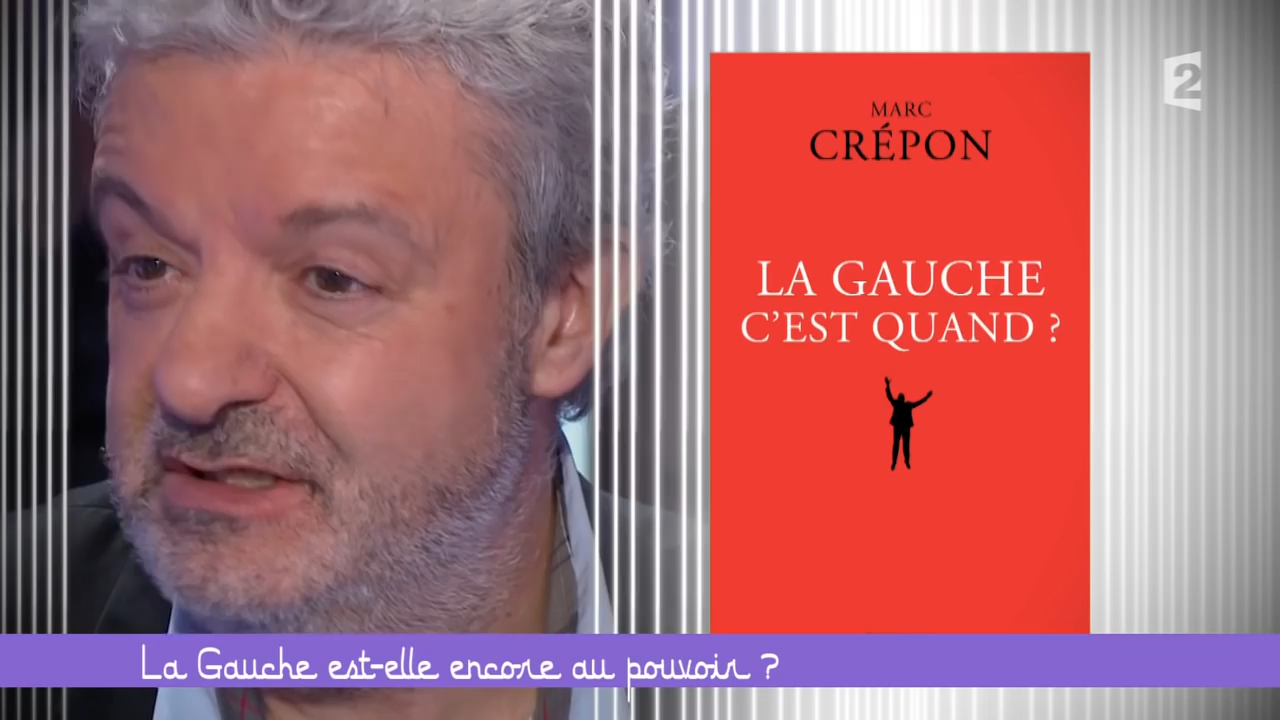 2
MARC
CRÉPON
LA GAUCHE
C'EST QUAND ?
La Gauche est-elle encore au pouvoir ?